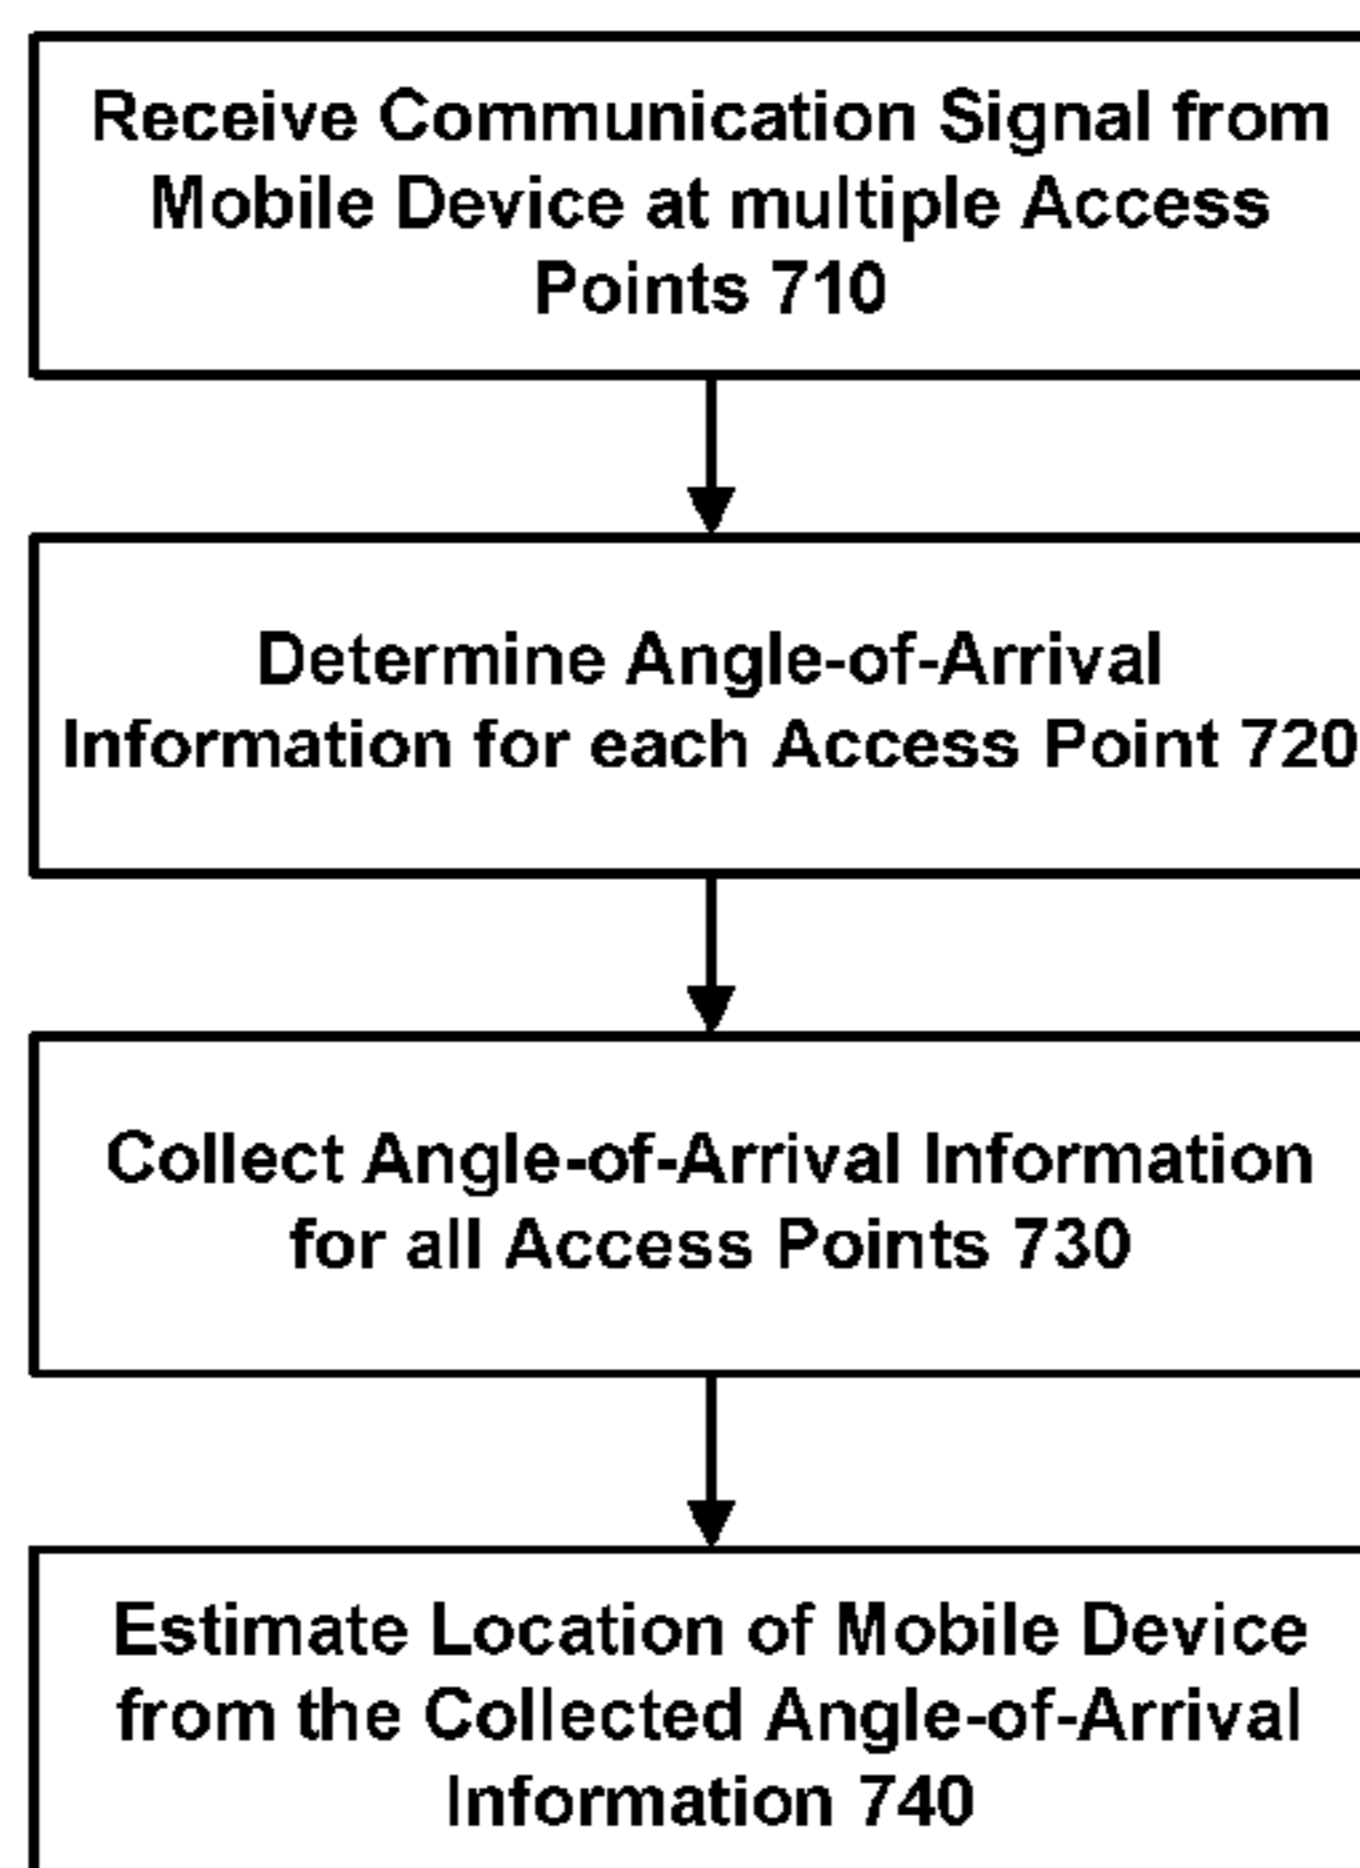 Receive Communication Signal from
Mobile Device at multiple Access
Points 710
Determine Angle-of-Arrival
Information for each Access Point 720
Collect Angle-of-Arrival Information
for all Access Points 730
Estimate Location of Mobile Device
from the Collected Angle-of-Arrival
Information 740